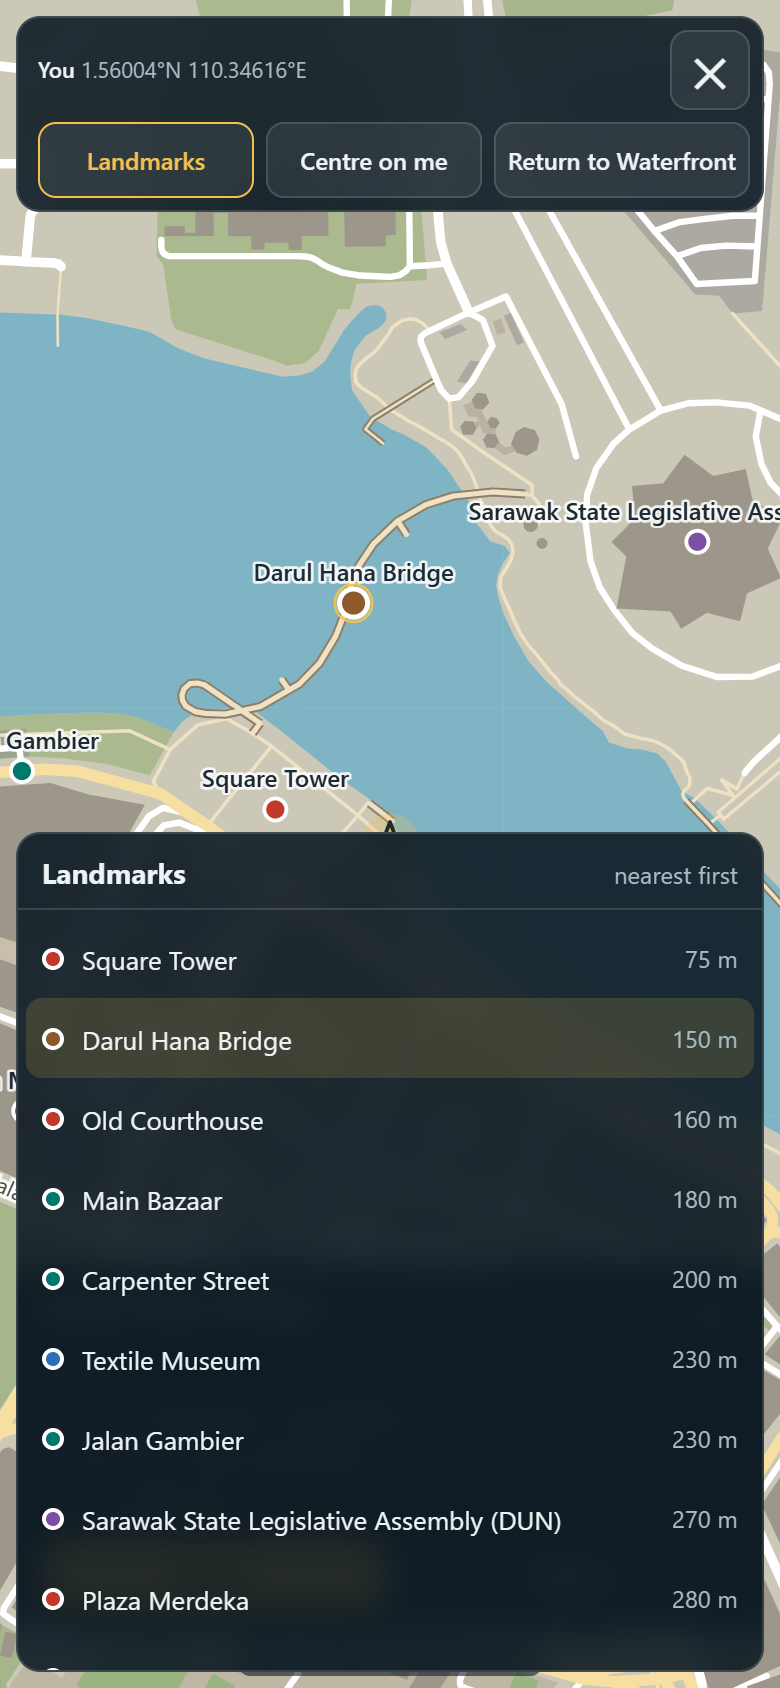 You 1.56004°N 110.34616°E
Landmarks
Centre on me
Return to Waterfront
Sarawak State Legislative Ass
Darul Hana Bridge
Gambier
Square Tower
Landmarks
nearest first
Square Tower
75 m
Darul Hana Bridge
150 m
Old Courthouse
160 m
Main Bazaar
180 m
Carpenter Street
200 m
Textile Museum
230 m
Jalan Gambier
230 m
Sarawak State Legislative Assembly (DUN)
270 m
Plaza Merdeka
280 m